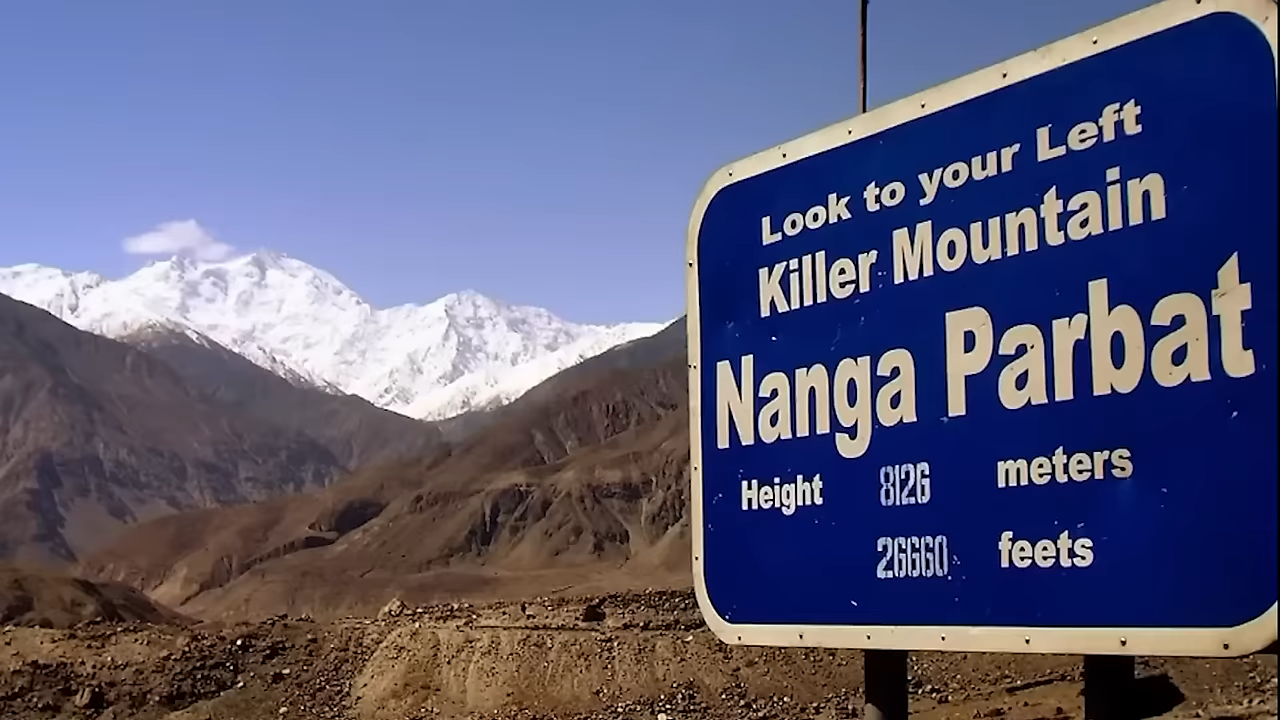 Look to your Left
Killer Mountain
Nanga Parbat
Height 8126 meters
26660 feets